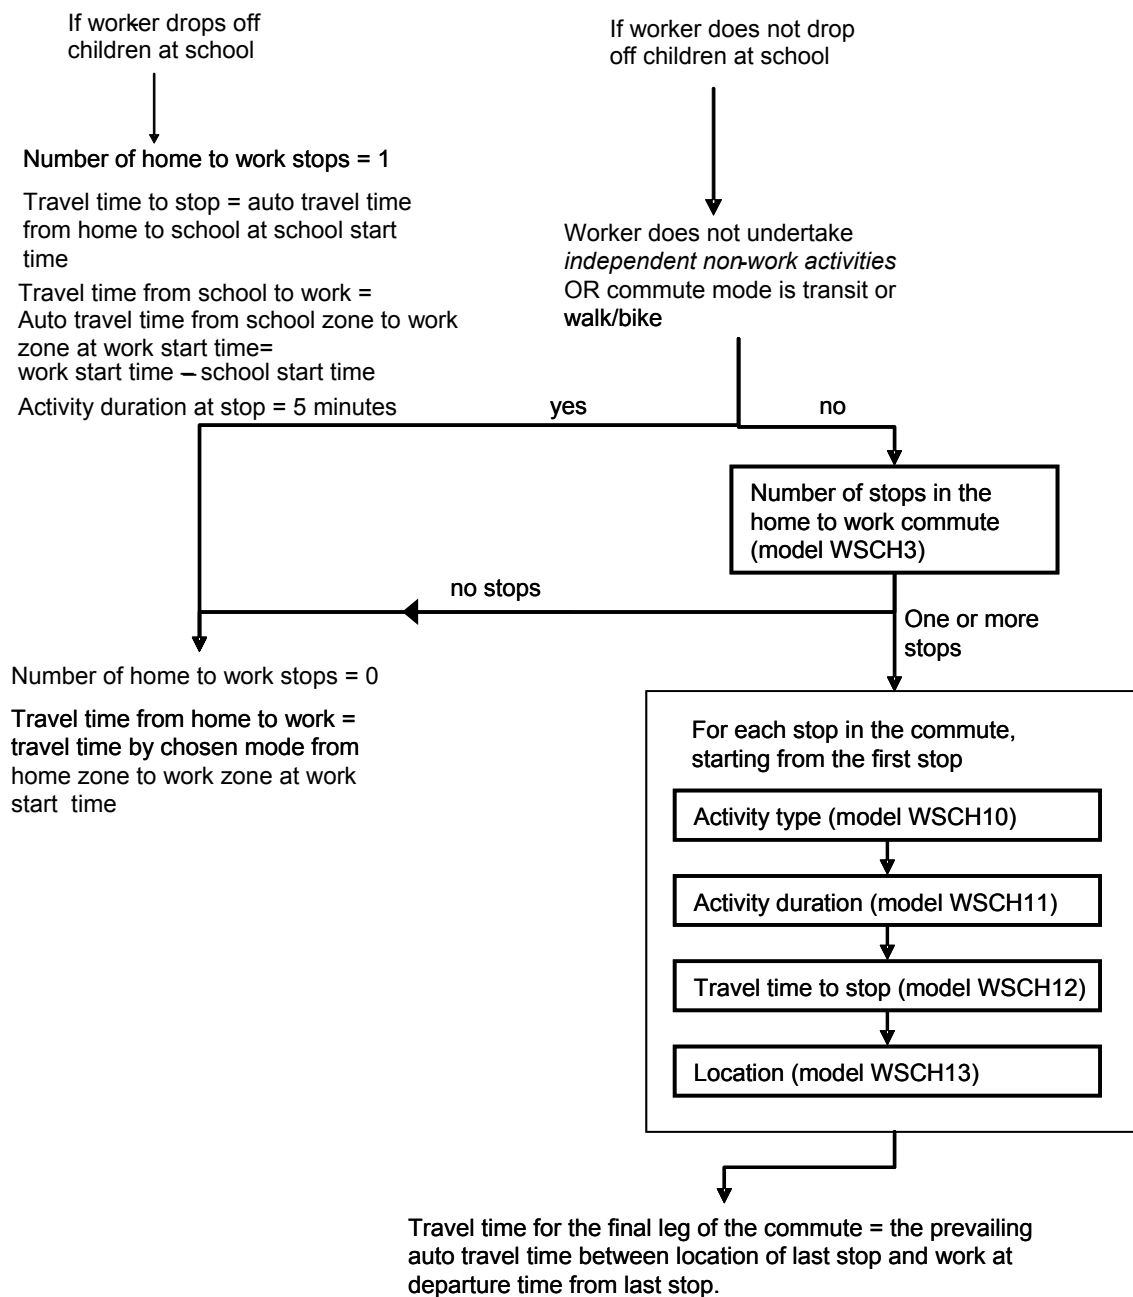 If worker drops off
children at school
If worker does not drop
off children at school
Number of home to work stops = 1
Travel time to stop = auto travel time
from home to school at school start
time
Travel time from school to work =
Auto travel time from school zone to work
zone at work start time=
work start time – school start time
Activity duration at stop = 5 minutes
Worker does not undertake
independent non-work activities
OR commute mode is transit or
walk/bike
yes
no
Number of stops in the
home to work commute
(model WSCH3)
no stops
One or more
stops
Number of home to work stops = 0
Travel time from home to work =
travel time by chosen mode from
home zone to work zone at work
start time
For each stop in the commute,
starting from the first stop
Activity type (model WSCH10)
Activity duration (model WSCH11)
Travel time to stop (model WSCH12)
Location (model WSCH13)
Travel time for the final leg of the commute = the prevailing
auto travel time between location of last stop and work at
departure time from last stop.